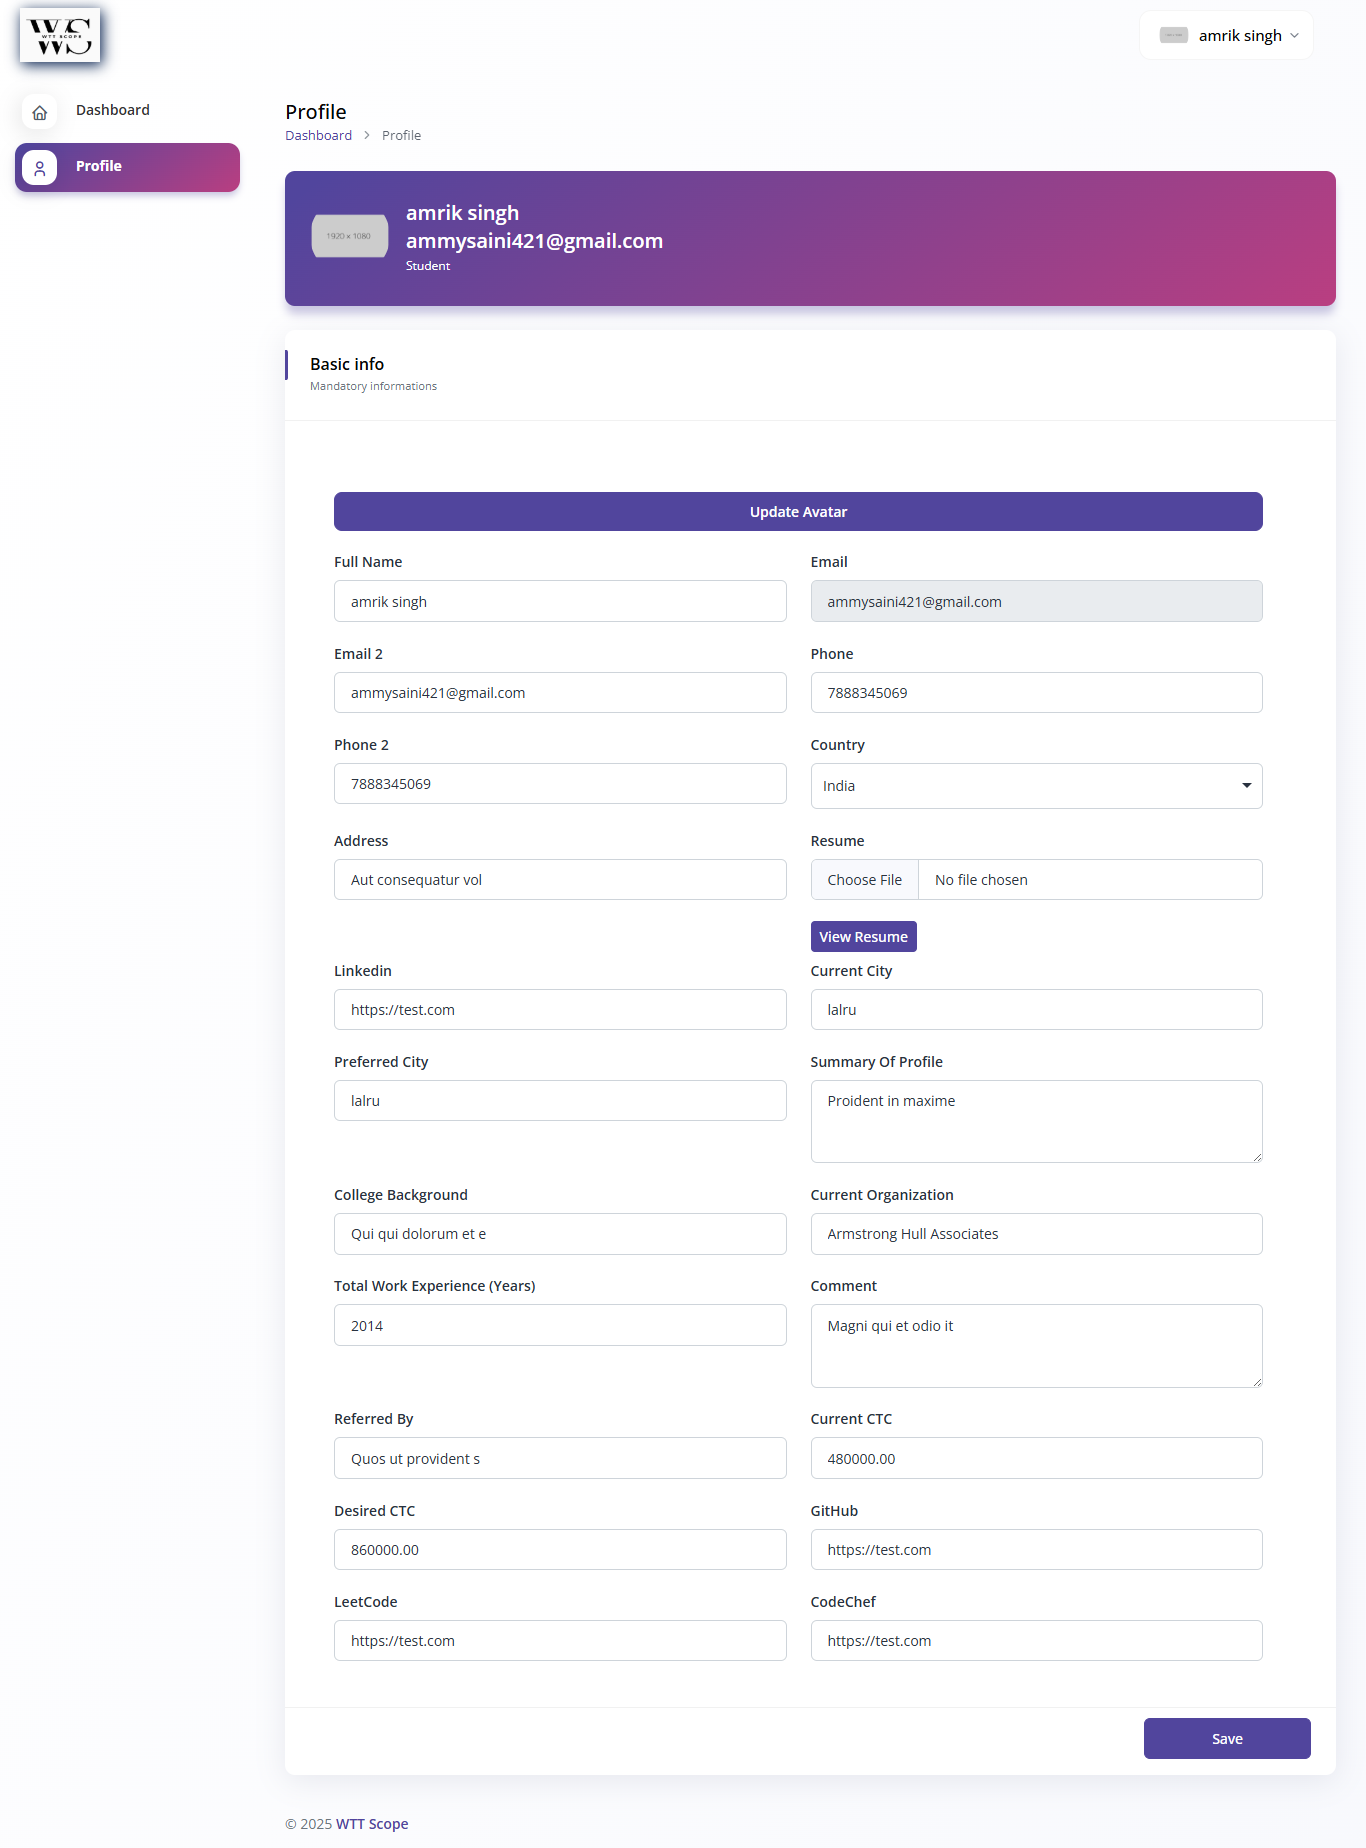 WS
WTT SCOPE
WS
amrik singh
Dashboard
Profile
Profile
Dashboard > Profile
1920 x 1080
amrik singh
ammysaini421@gmail.com
Student
Basic info
Mandatory informations
Update Avatar
Full Name
amrik singh
Email
ammysaini421@gmail.com
Email 2
ammysaini421@gmail.com
Phone
7888345069
Phone 2
7888345069
Country
India
Address
Aut consequatur vol
Resume
Choose File No file chosen
View Resume
Linkedin
https://test.com
Current City
lalru
Preferred City
lalru
Summary Of Profile
Proident in maxime
College Background
Qui qui dolorum et e
Current Organization
Armstrong Hull Associates
Total Work Experience (Years)
2014
Comment
Magni qui et odio it
Referred By
Quos ut provident s
Current CTC
480000.00
Desired CTC
860000.00
GitHub
https://test.com
LeetCode
https://test.com
CodeChef
https://test.com
Save
© 2025 WTT Scope